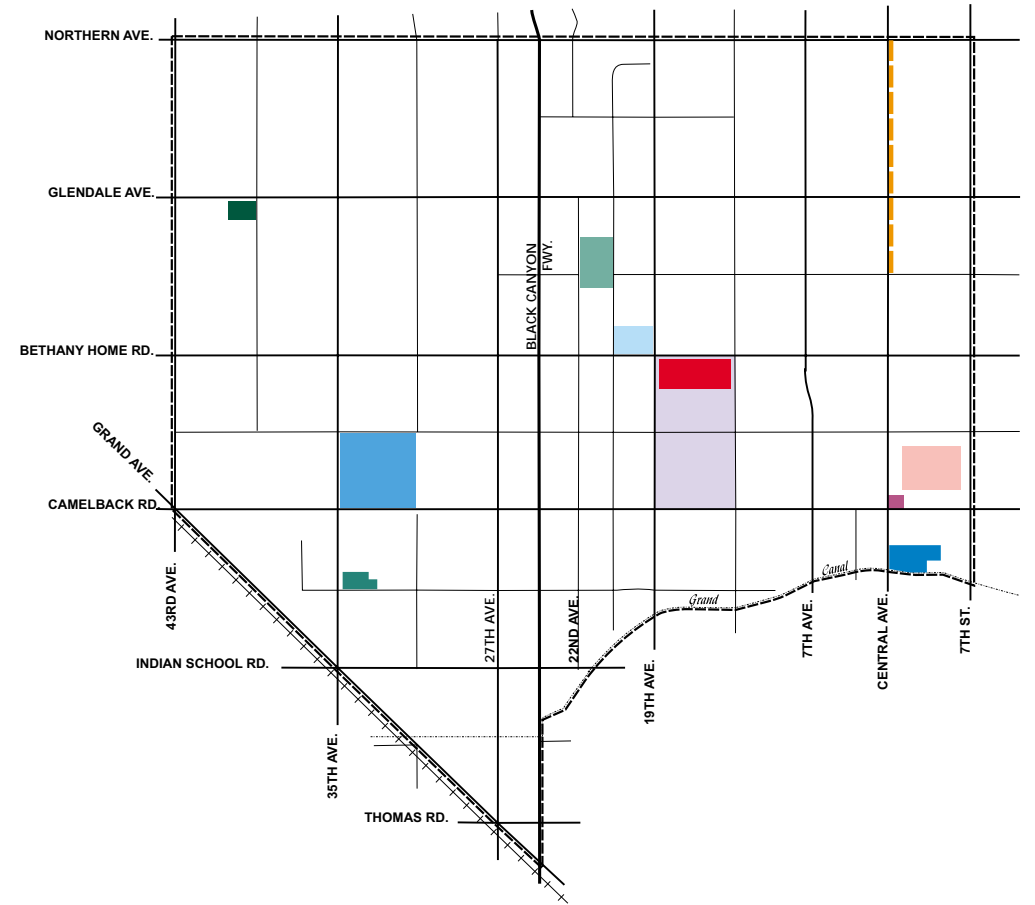 NORTHERN AVE.
GLENDALE AVE.
BLACK CANYON
FWY.
BETHANY HOME RD.
GRAND AVE.
CAMELBACK RD.
43RD AVE.
Canal
Grand
27TH AVE.
22ND AVE.
7TH AVE.
CENTRAL AVE.
7TH ST.
INDIAN SCHOOL RD.
19TH AVE.
35TH AVE.
THOMAS RD.